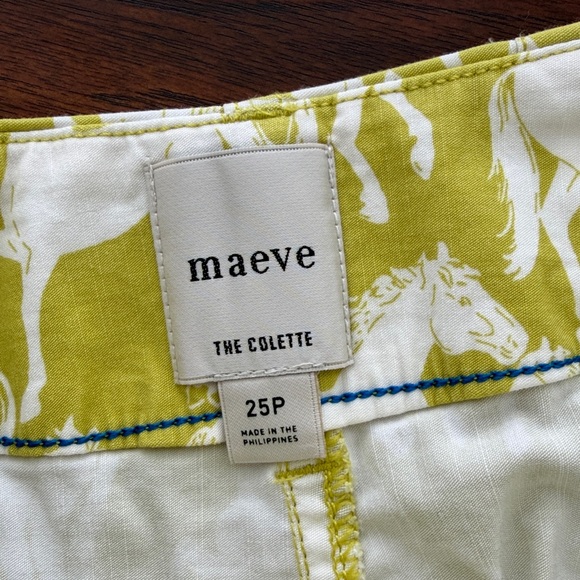 maeve
THE COLETTE
25P
MADE IN THE
PHILIPPINES